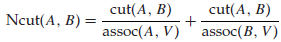 Ncut(A, B) = cut(A, B) / assoc(A, V) + cut(A, B) / assoc(B, V)